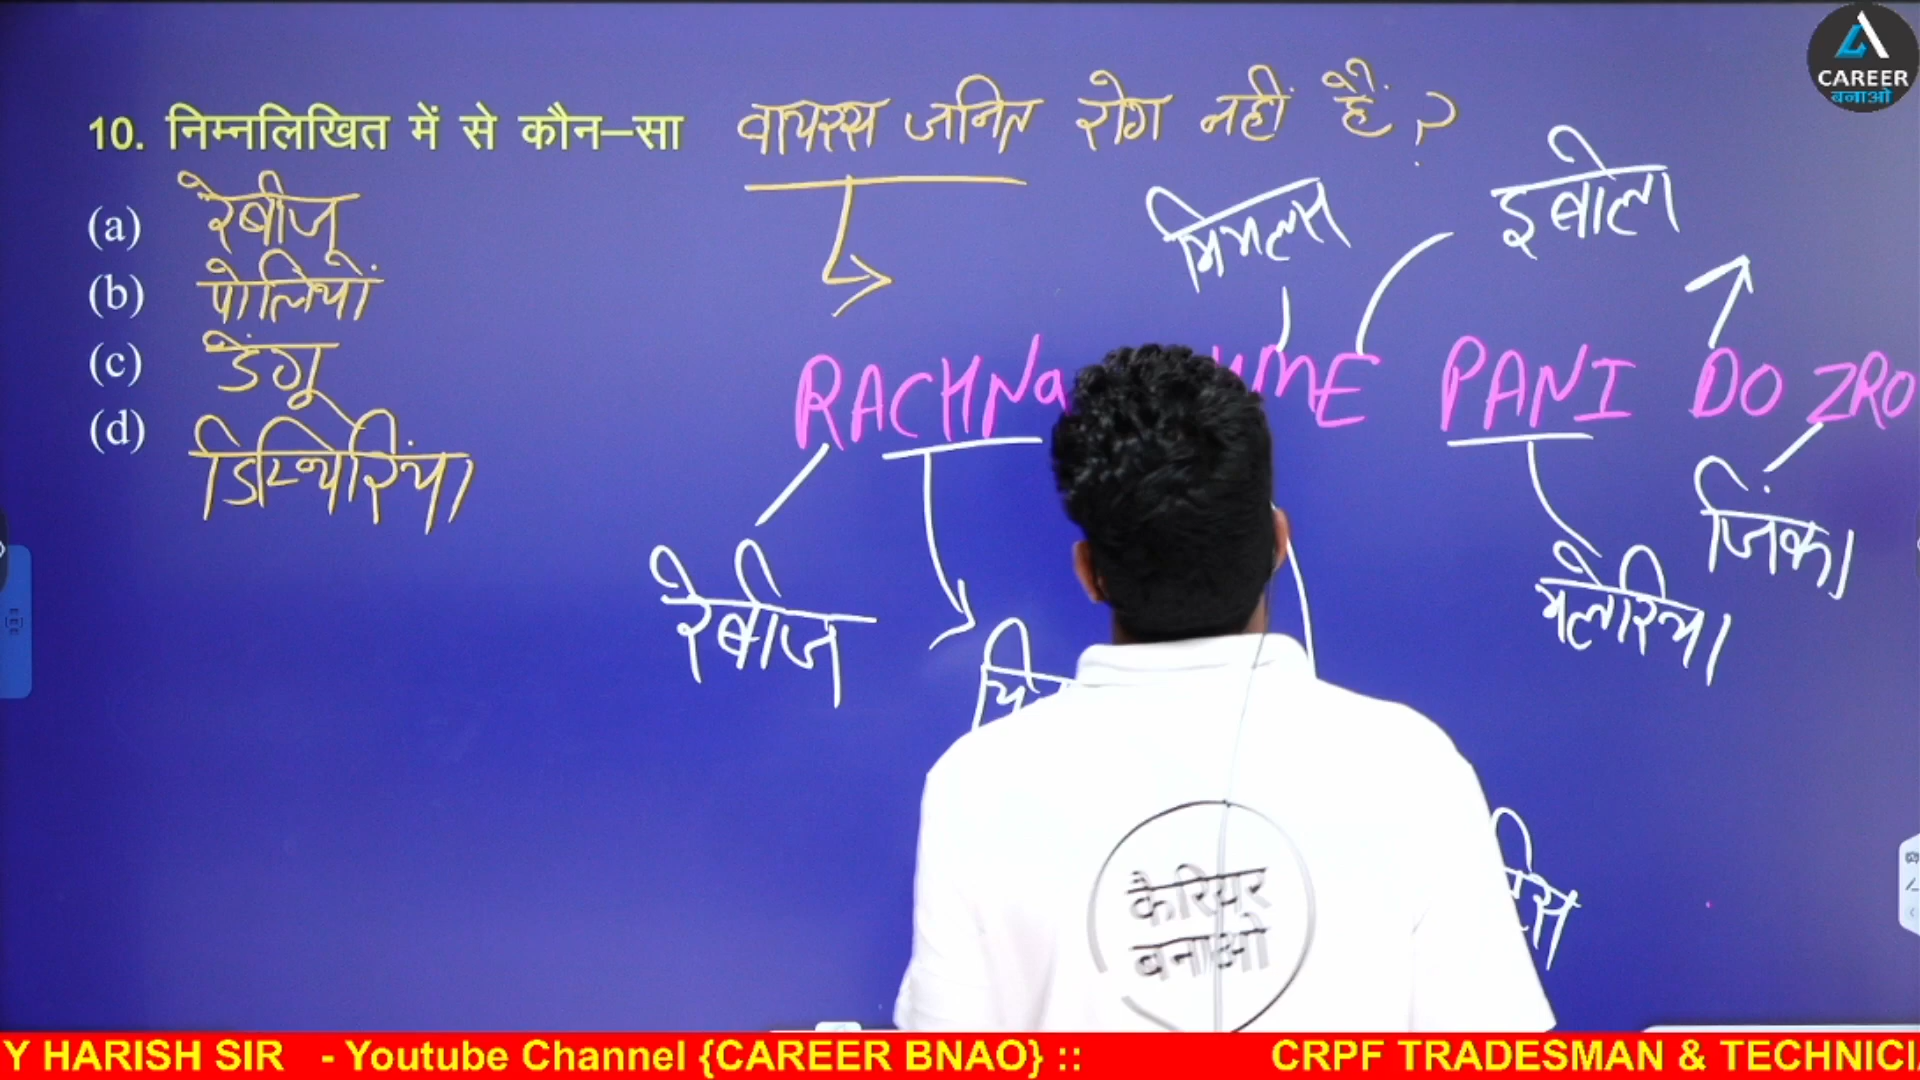 CAREER
बनाओ
10. निम्नलिखित में से कौन–सा वायरस जनित रोग नहीं है ?
(a) रेबीज
(b) पोलियों
(c) डेंगू
(d) डिप्थेरिया
मिमल्स
इबोला
RACHNa ME PANI DO ZRO
रेबीज
मलेरिया
जिंका
कैरियर
बनाओ
Y HARISH SIR - Youtube Channel {CAREER BNAO} :: CRPF TRADESMAN & TECHNICI